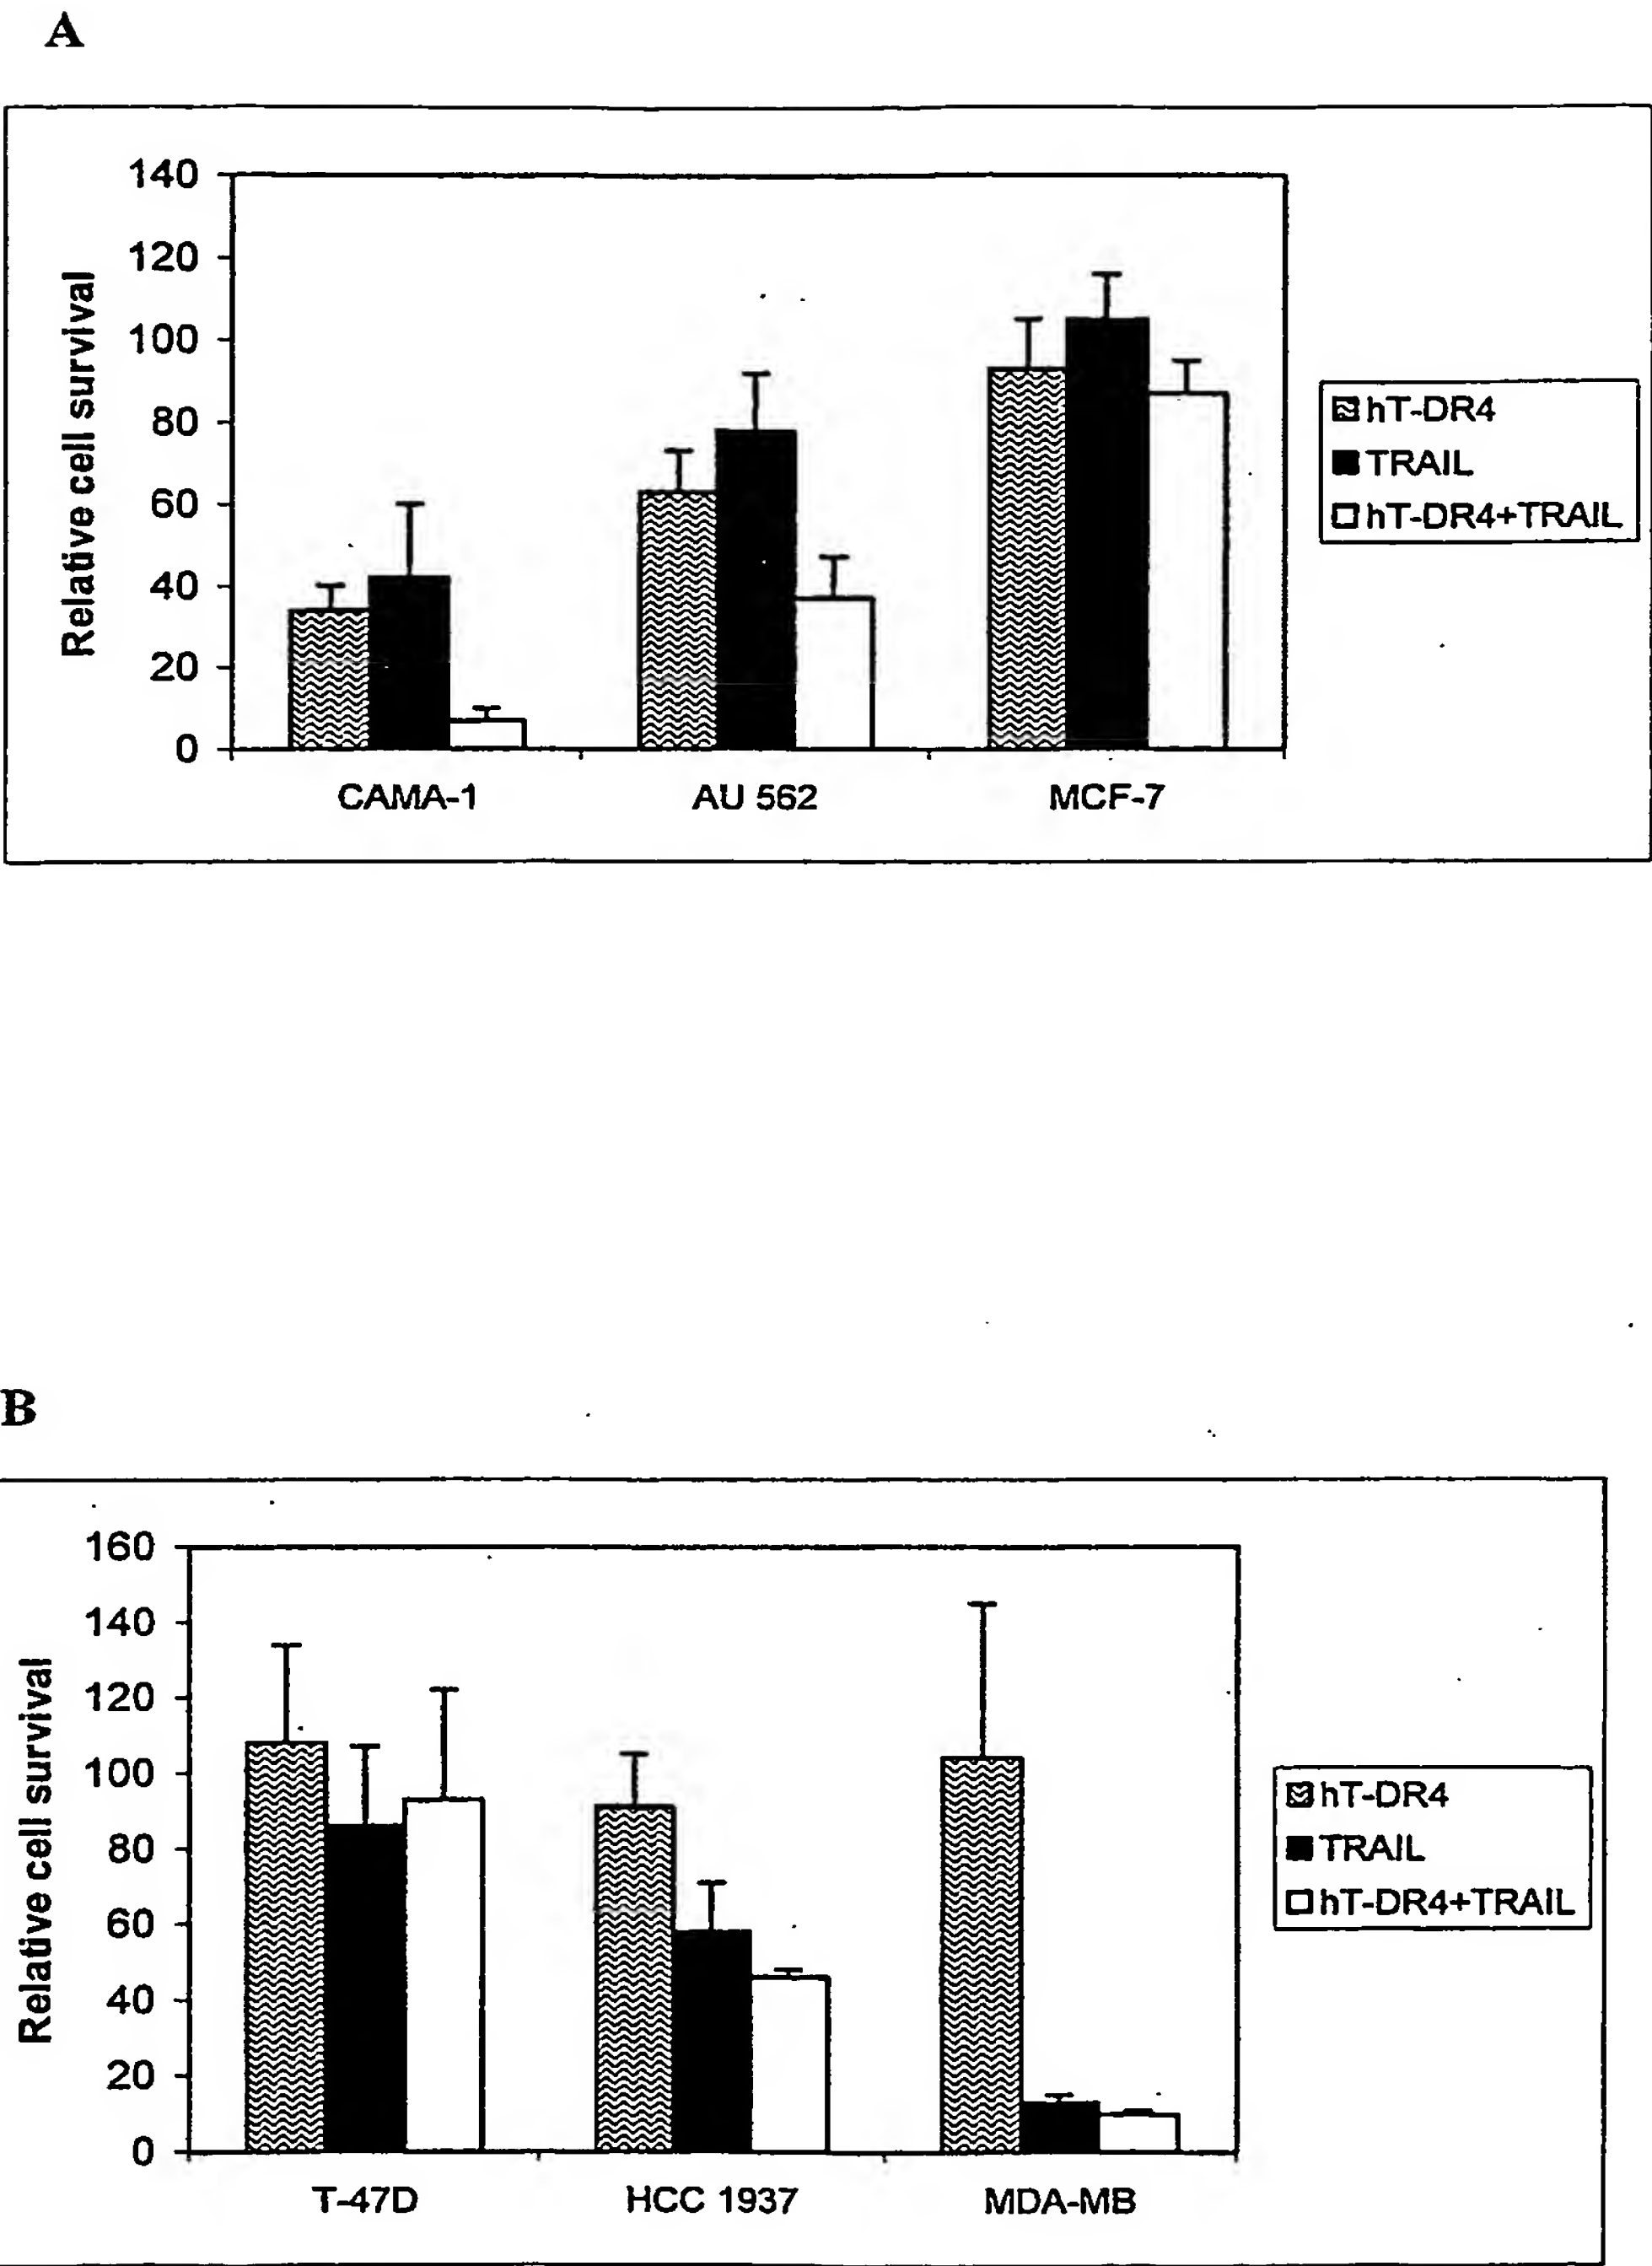 A
140
120
100
80
60
40
20
0
Relative cell survival
CAMA-1 AU 562 MCF-7
hT-DR4
TRAIL
hT-DR4+TRAIL
B
160
140
120
100
80
60
40
20
0
Relative cell survival
T-47D HCC 1937 MDA-MB
hT-DR4
TRAIL
hT-DR4+TRAIL